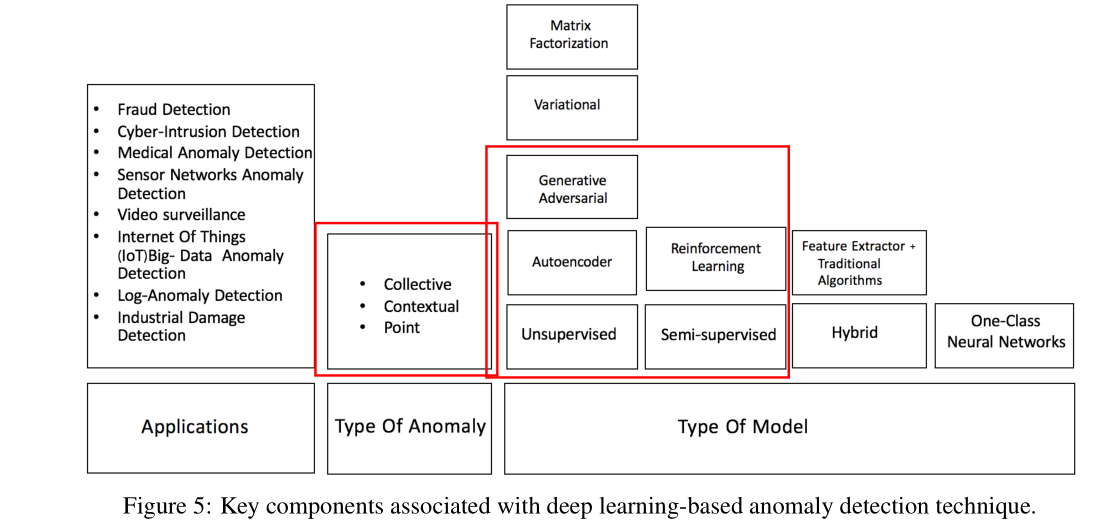 Matrix
Factorization
Variational
• Fraud Detection
• Cyber-Intrusion Detection
• Medical Anomaly Detection
• Sensor Networks Anomaly
Detection
• Video surveillance
• Internet Of Things
(IoT)Big- Data Anomaly
Detection
• Log-Anomaly Detection
• Industrial Damage
Detection
• Collective
• Contextual
• Point
Generative
Adversarial
Autoencoder
Reinforcement
Learning
Feature Extractor +
Traditional
Algorithms
Unsupervised
Semi-supervised
Hybrid
One-Class
Neural Networks
Applications
Type Of Anomaly
Type Of Model
Figure 5: Key components associated with deep learning-based anomaly detection technique.